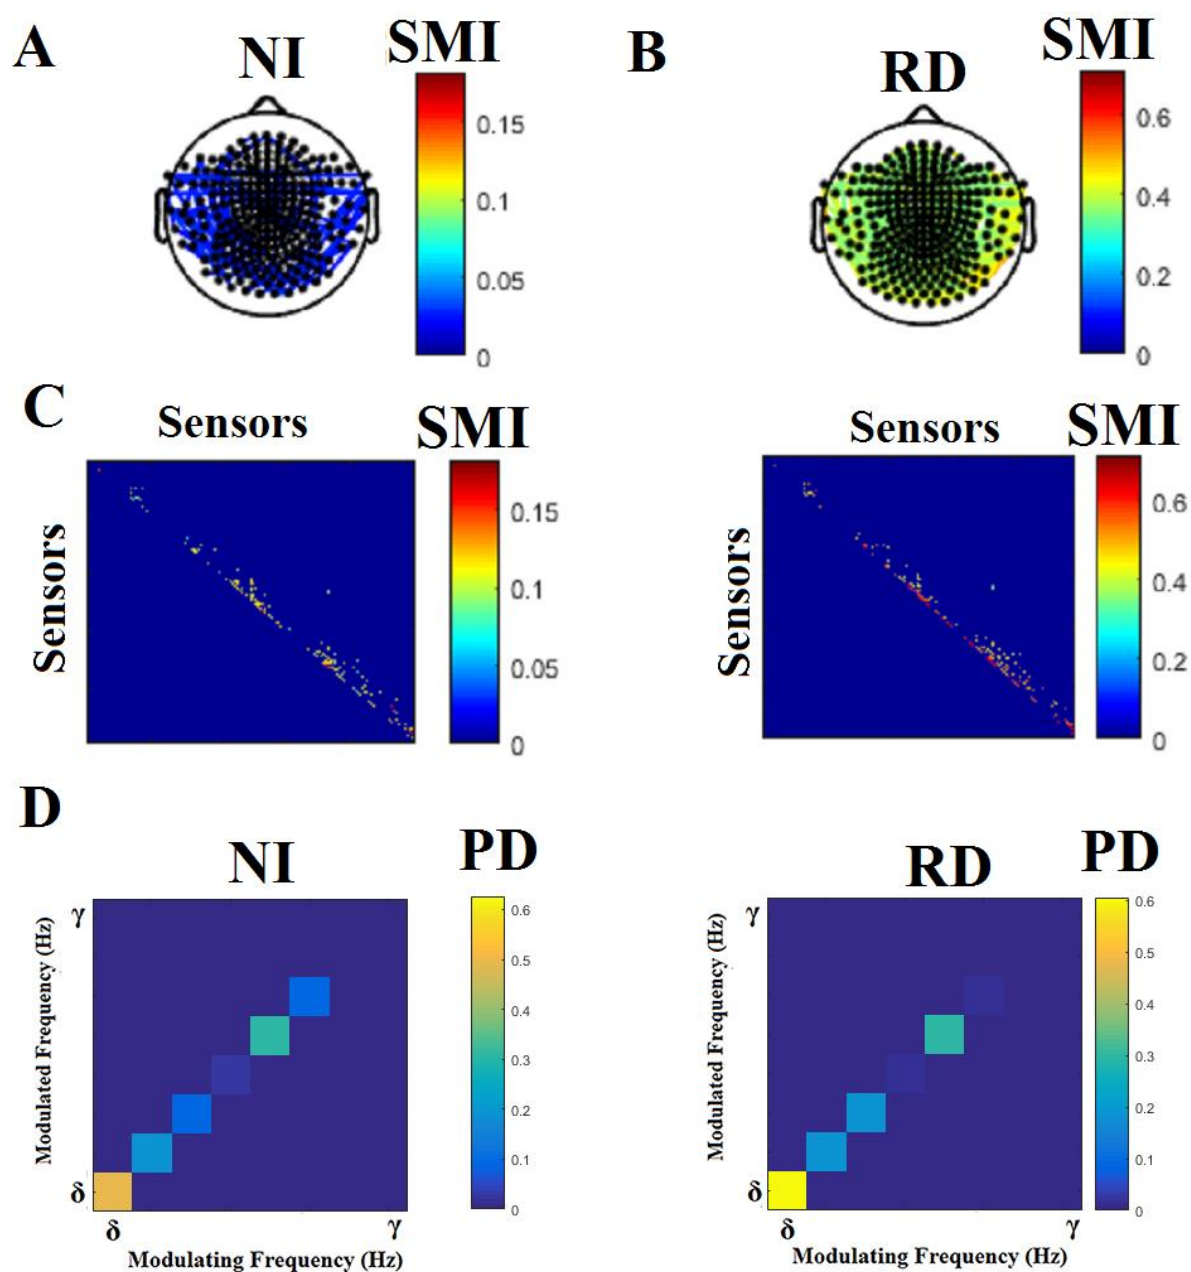 A
NI
SMI
0.15
0.1
0.05
0
B
RD
SMI
0.6
0.4
0.2
0
C
Sensors
SMI
Sensors
0.15
0.1
0.05
0
Sensors
SMI
Sensors
0.6
0.4
0.2
0
D
NI
PD
Modulated Frequency (Hz)
γ
δ
δ
γ
Modulating Frequency (Hz)
0.6
0.5
0.4
0.3
0.2
0.1
0
RD
PD
Modulated Frequency (Hz)
γ
δ
δ
γ
Modulating Frequency (Hz)
0.6
0.5
0.4
0.3
0.2
0.1
0